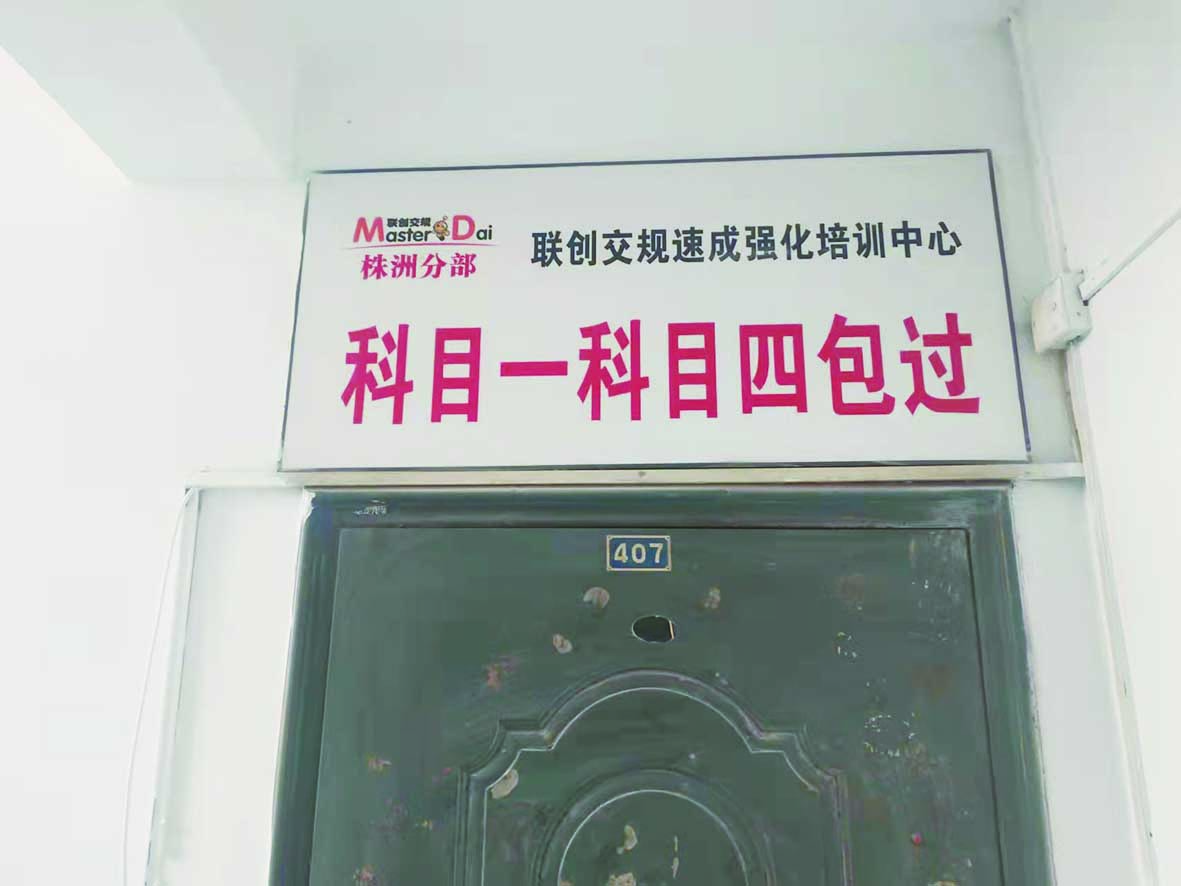 联创交规
Master Dai
株洲分部
联创交规速成强化培训中心
科目一科目四包过
407